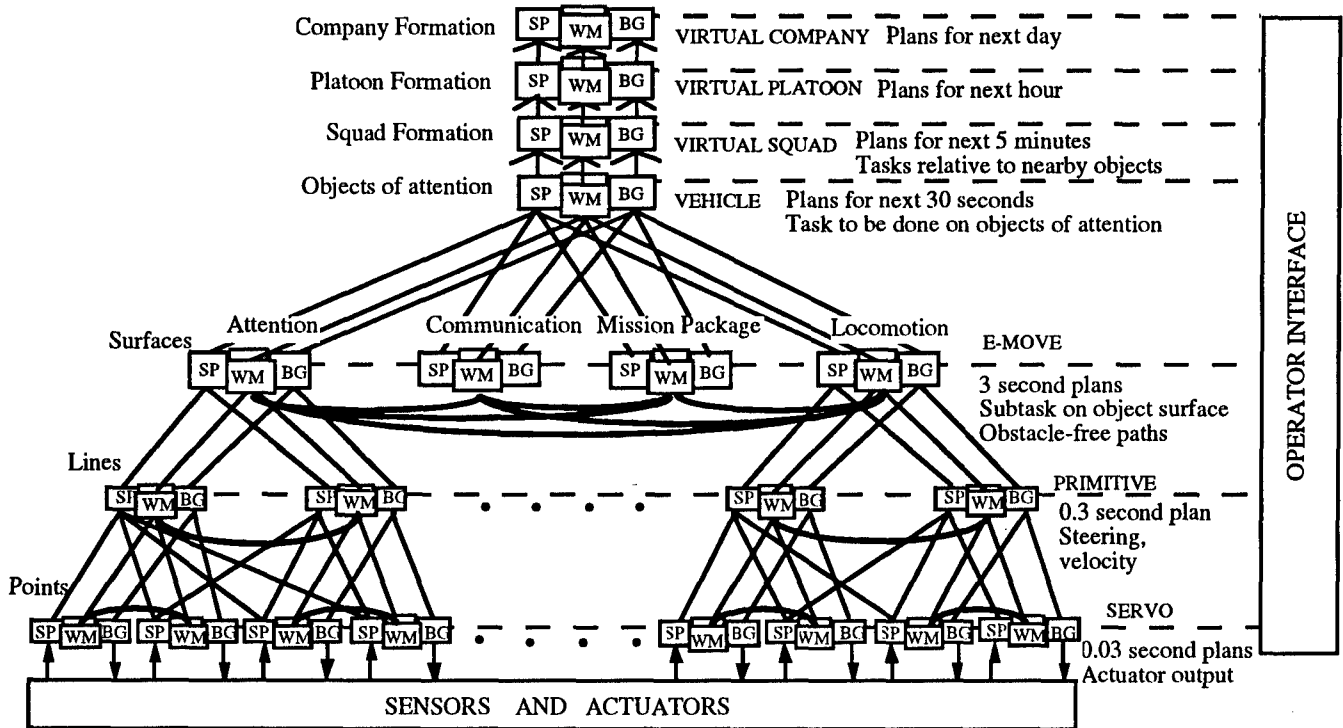 Company Formation SP WM BG VIRTUAL COMPANY Plans for next day
Platoon Formation SP WM BG VIRTUAL PLATOON Plans for next hour
Squad Formation SP WM BG VIRTUAL SQUAD Plans for next 5 minutes
Tasks relative to nearby objects
Objects of attention SP WM BG VEHICLE Plans for next 30 seconds
Task to be done on objects of attention
OPERATOR INTERFACE
Attention Communication Mission Package Locomotion
Surfaces E-MOVE
SP WM BG SP WM BG SP WM BG SP WM BG
3 second plans
Subtask on object surface
Obstacle-free paths
Lines
SP WM BG SP WM BG SP WM BG SP WM BG PRIMITIVE
0.3 second plan
Steering,
velocity
Points
SERVO
SP WM BG SP WM SP WM BG SP WM BG SP WM BG SP WM BG SP WM BG SP WM BG
0.03 second plans
Actuator output
SENSORS AND ACTUATORS